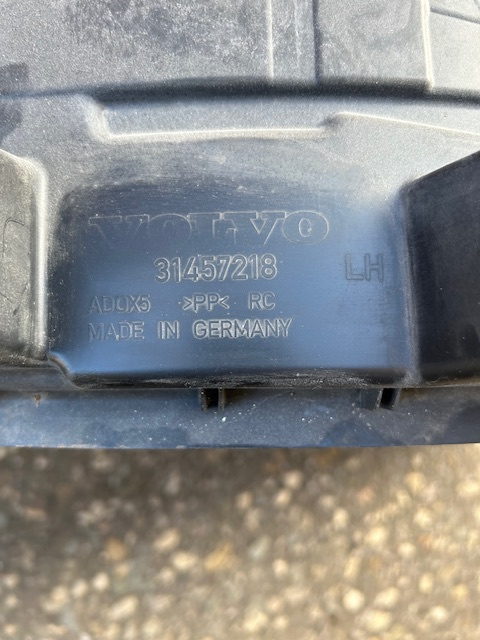 VOLVO
31457218 LH
ADOX5 >PP< RC
MADE IN GERMANY